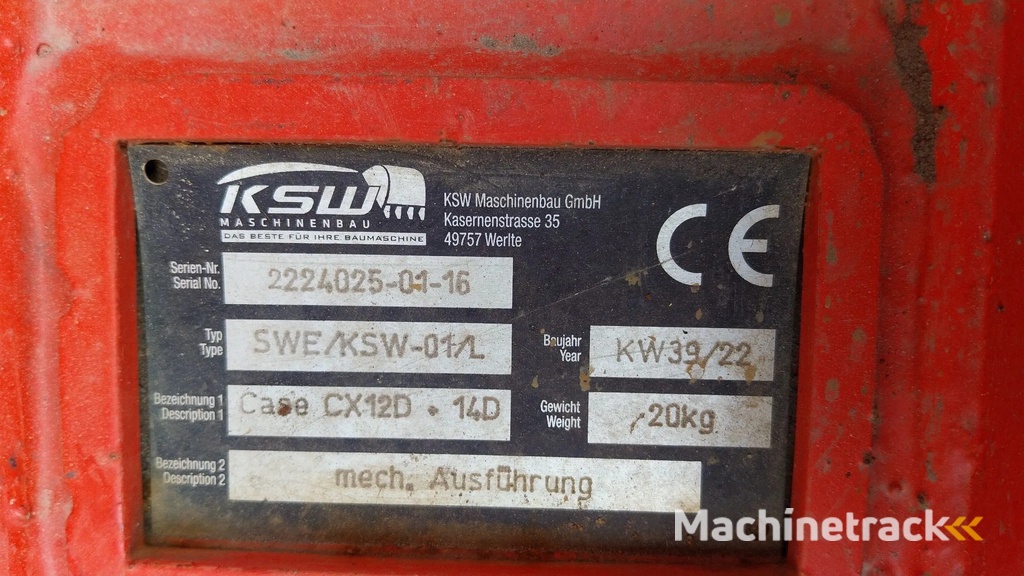 KSW
MASCHINENBAU
DAS BESTE FÜR IHRE BAUMASCHINE
KSW Maschinenbau GmbH
Kasernenstrasse 35
49757 Werlte
CE
Serien-Nr.
Serial No.
2224025-01-16
Typ
Type
SWE/KSW-01/L
Baujahr
Year
KW39/22
Bezeichnung 1
Description 1
Case CX12D • 14D
Gewicht
Weight
20kg
Bezeichnung 2
Description 2
mech. Ausführung
Machinetrack